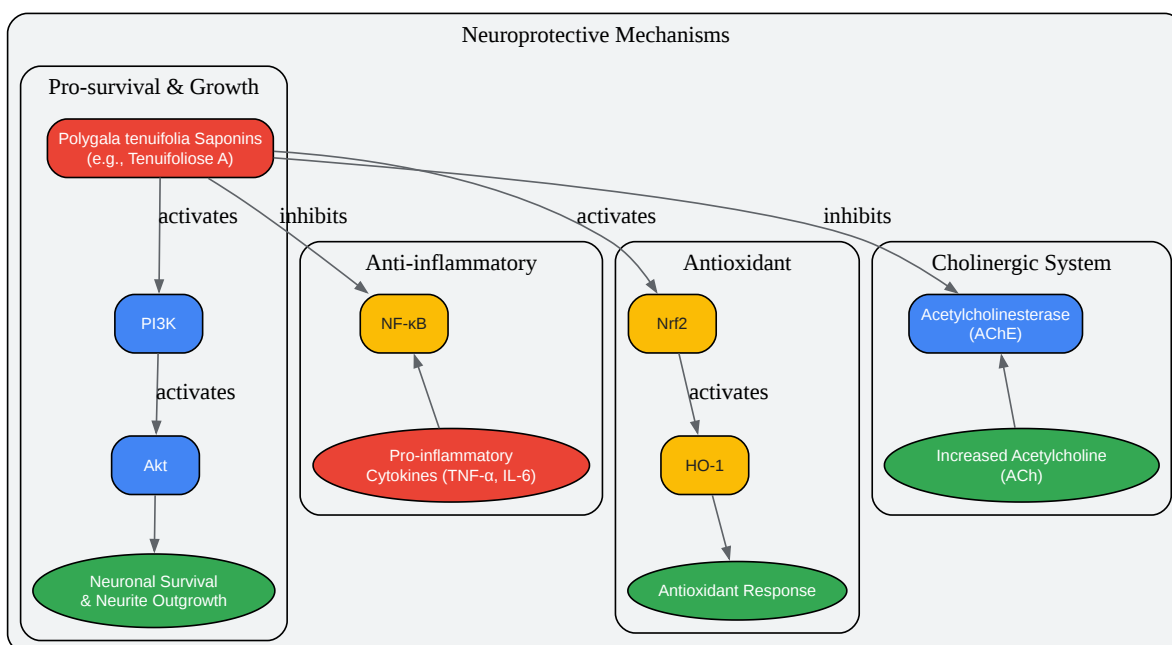 Neuroprotective Mechanisms
Pro-survival & Growth
Polygala tenuifolia Saponins
(e.g., Tenuifoliose A)
activates
inhibits
activates
inhibits
Anti-inflammatory
Antioxidant
Cholinergic System
PI3K
NF-κB
Nrf2
Acetylcholinesterase
(AChE)
activates
activates
Akt
Pro-inflammatory
Cytokines (TNF-α, IL-6)
HO-1
Increased Acetylcholine
(ACh)
Neuronal Survival
& Neurite Outgrowth
Antioxidant Response